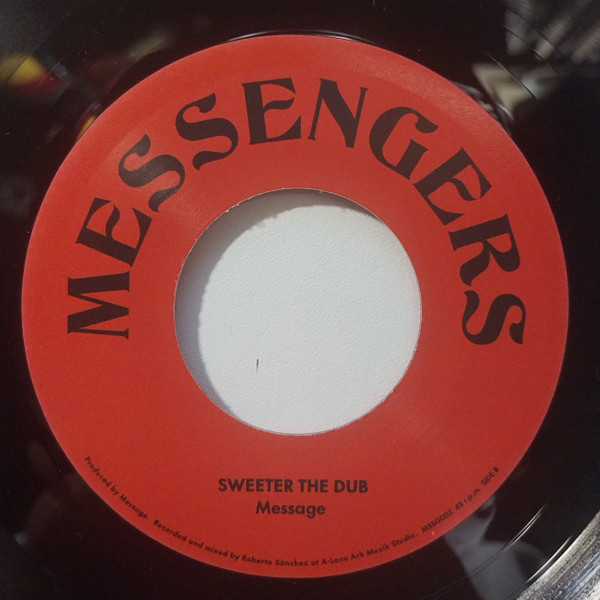 MESSENGERS
SWEETER THE DUB
Message
Produced by Message. Recorded and mixed by Roberto Sánchez at A-Lone Ark Muzik Studio. MSSG002 45 r.p.m. SIDE B